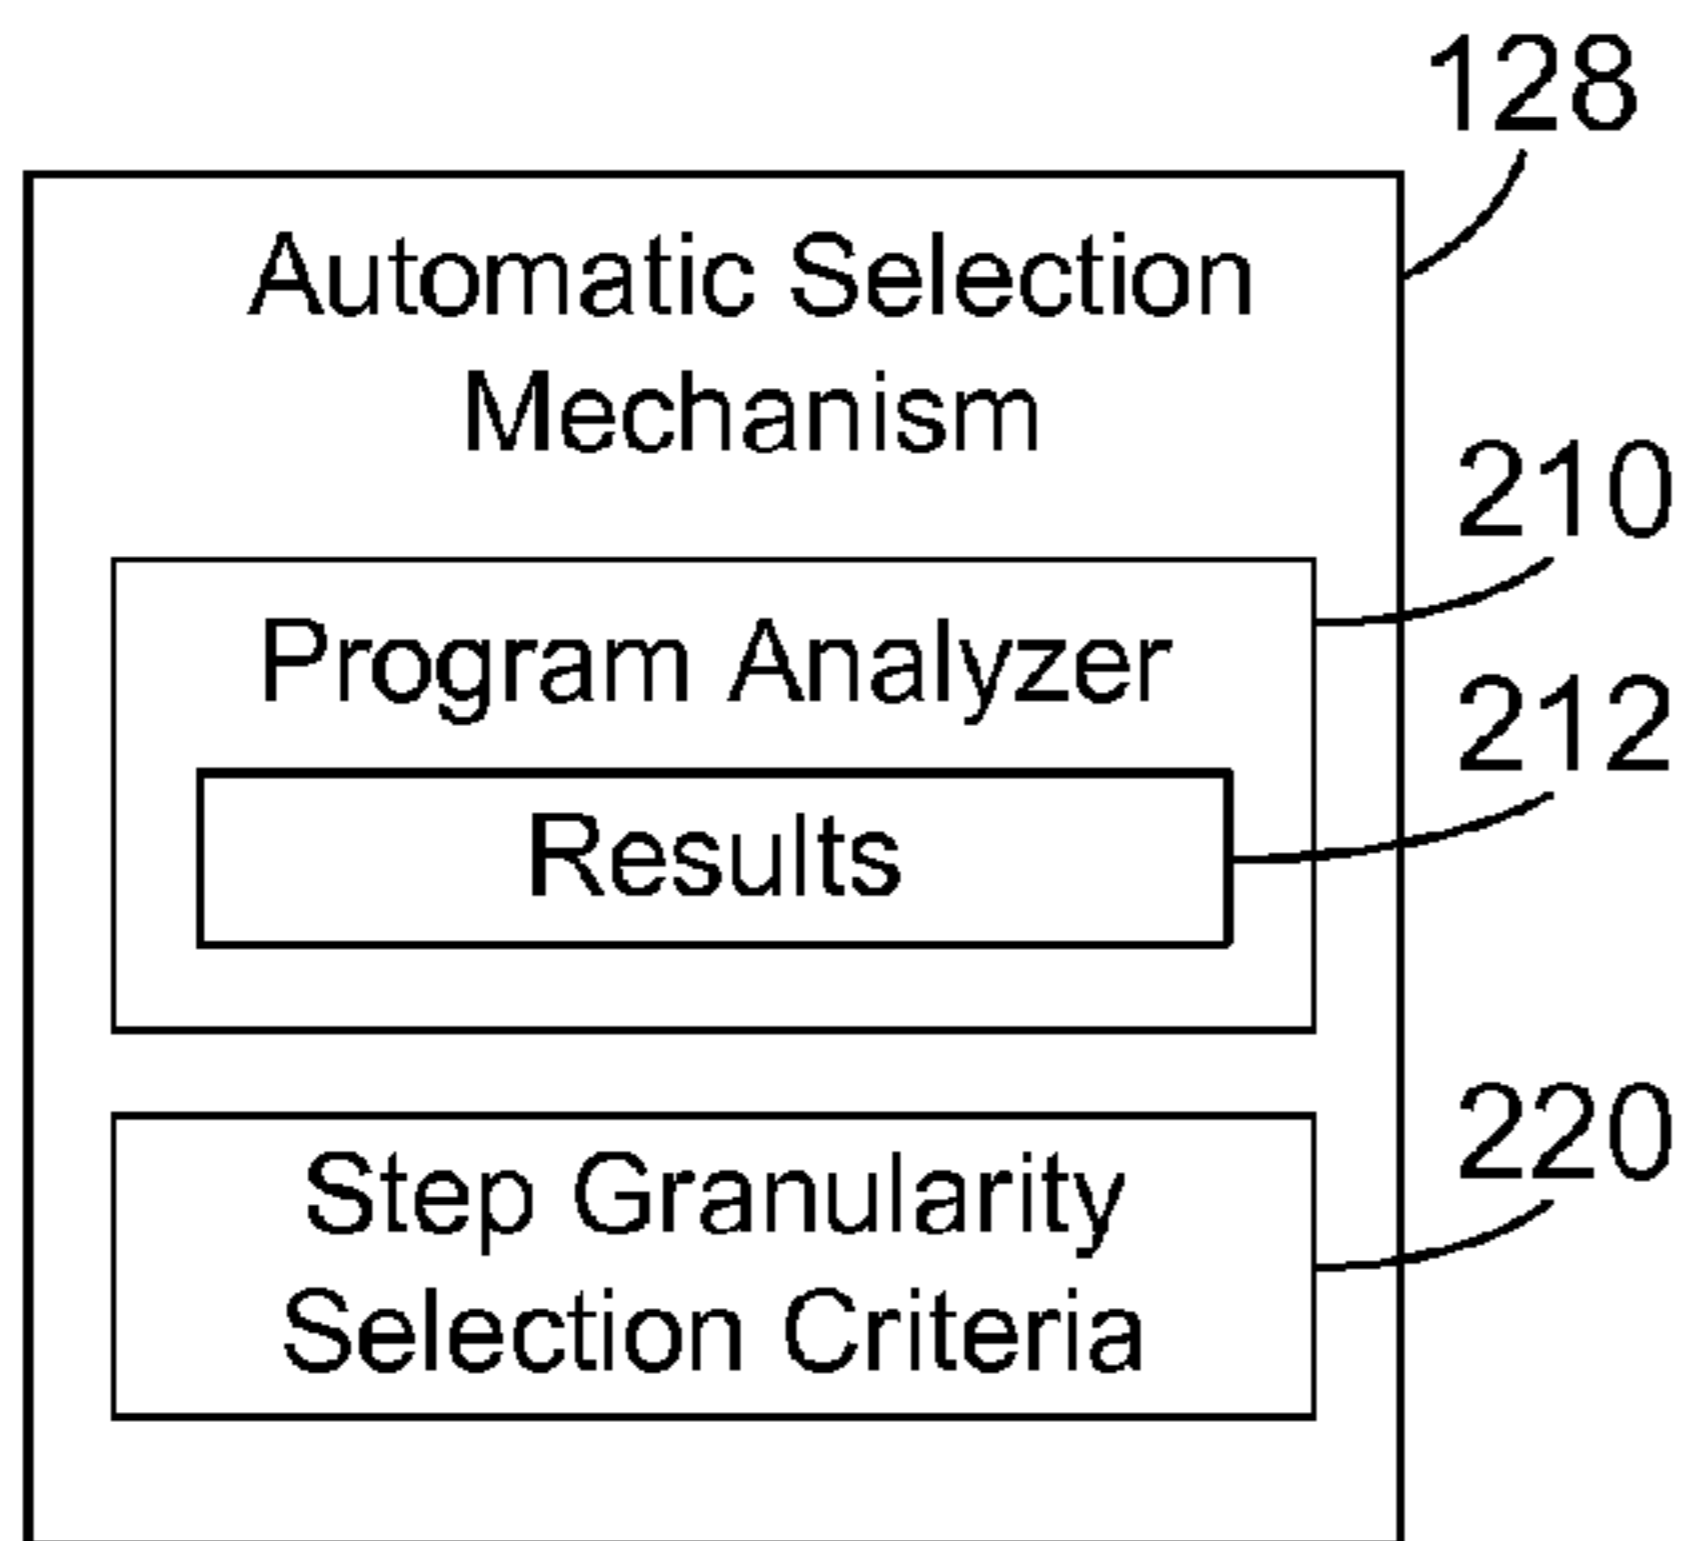 128
Automatic Selection
Mechanism
210
Program Analyzer
212
Results
220
Step Granularity
Selection Criteria